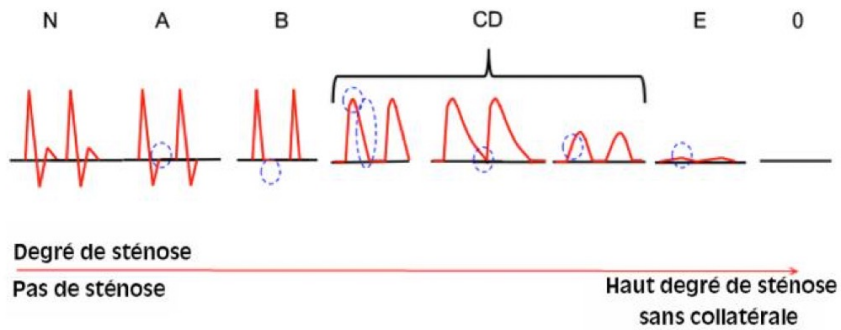 N A B CD E 0
Degré de sténose
Pas de sténose
Haut degré de sténose
sans collatérale